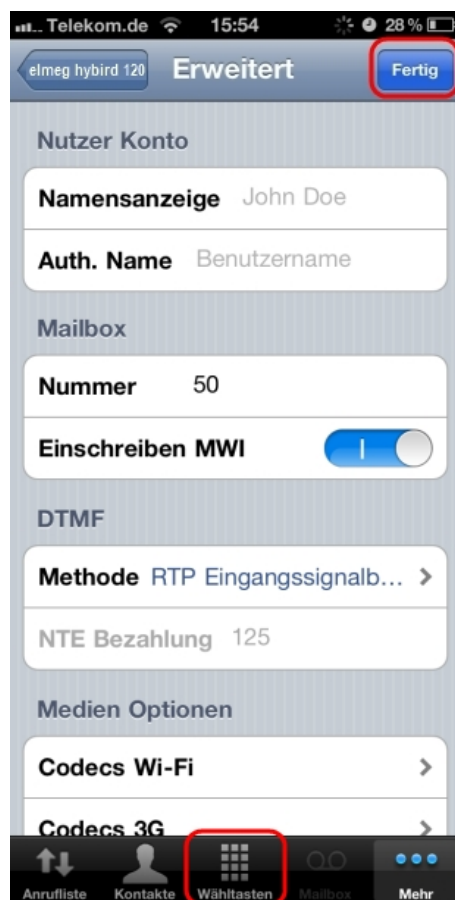 Telekom.de 15:54 28 %
elmeg hybird 120 Erweitert Fertig
Nutzer Konto
Namensanzeige John Doe
Auth. Name Benutzername
Mailbox
Nummer 50
Einschreiben MWI
DTMF
Methode RTP Eingangssignalb...
NTE Bezahlung 125
Medien Optionen
Codecs Wi-Fi
Codecs 3G
Anrufliste Kontakte Wähltasten Mailbox Mehr